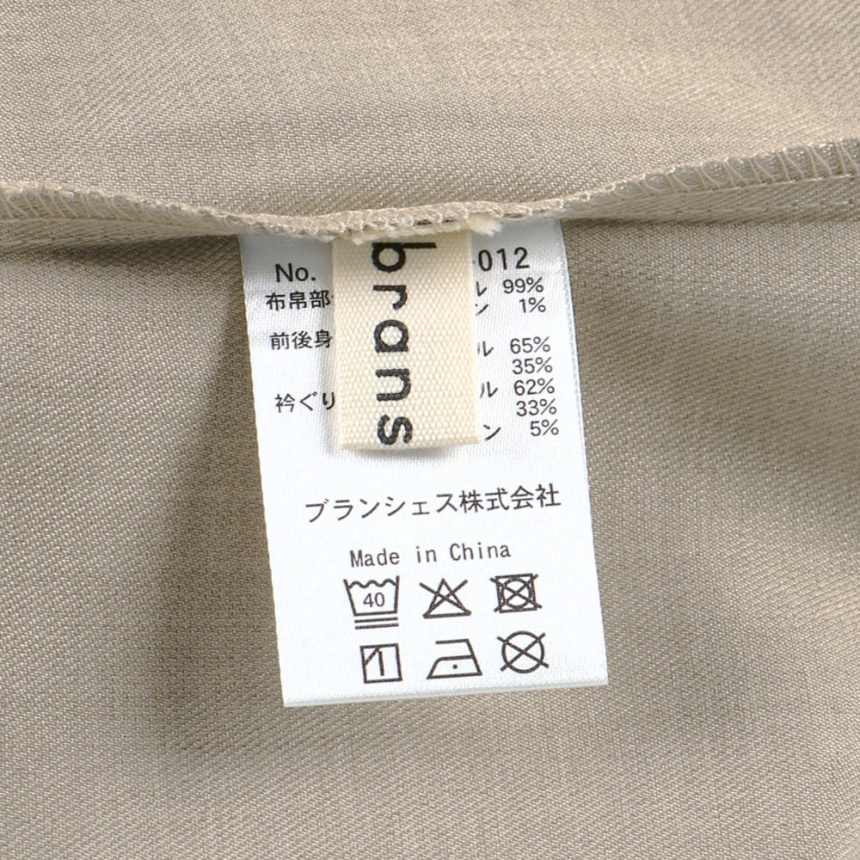 No. 012
布帛部 ル 99%
ン 1%
前後身 ル 65%
35%
衿ぐり ル 62%
33%
ン 5%
brans
ブランシェス株式会社
Made in China
40